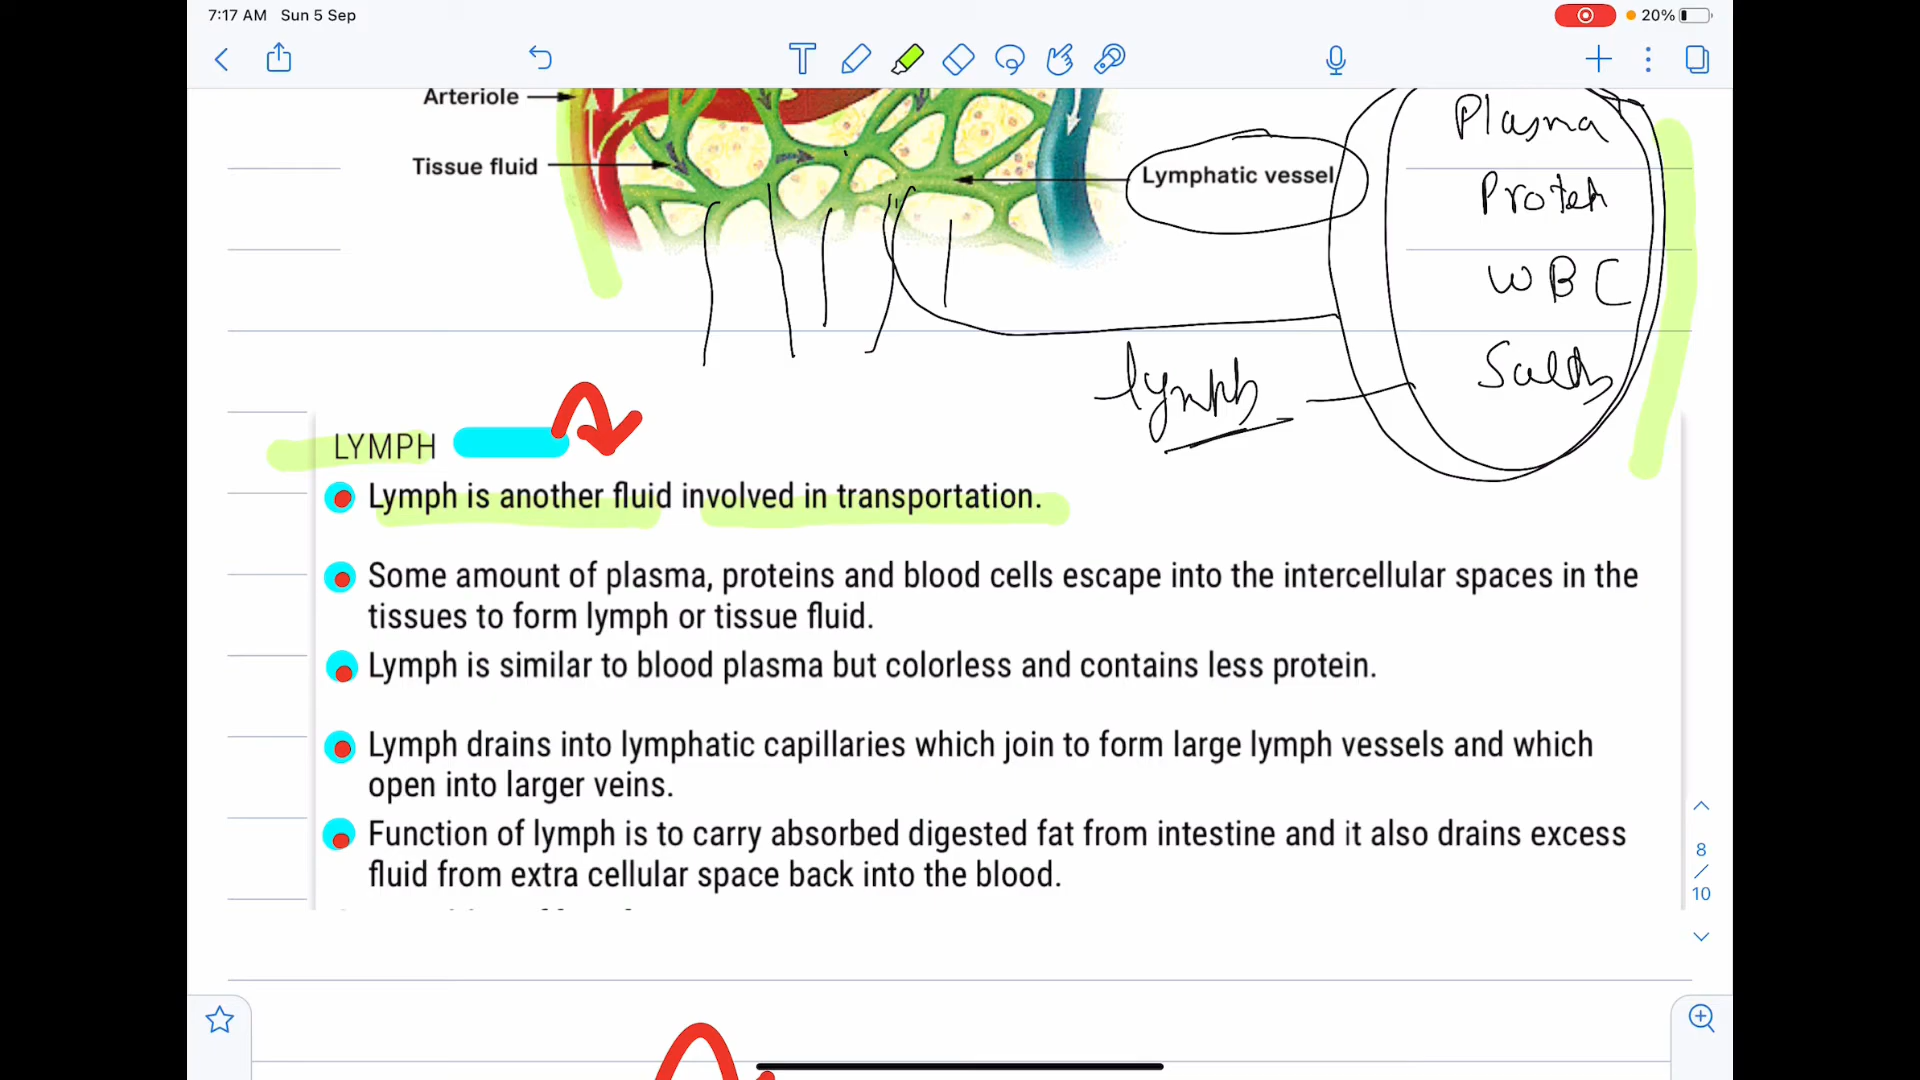 7:17 AM Sun 5 Sep
20%
Arteriole
Tissue fluid
Lymphatic vessel
Plasma
Protein
WBC
Salts
lymph
LYMPH
Lymph is another fluid involved in transportation.
Some amount of plasma, proteins and blood cells escape into the intercellular spaces in the
tissues to form lymph or tissue fluid.
Lymph is similar to blood plasma but colorless and contains less protein.
Lymph drains into lymphatic capillaries which join to form large lymph vessels and which
open into larger veins.
Function of lymph is to carry absorbed digested fat from intestine and it also drains excess
fluid from extra cellular space back into the blood.
8
/
10